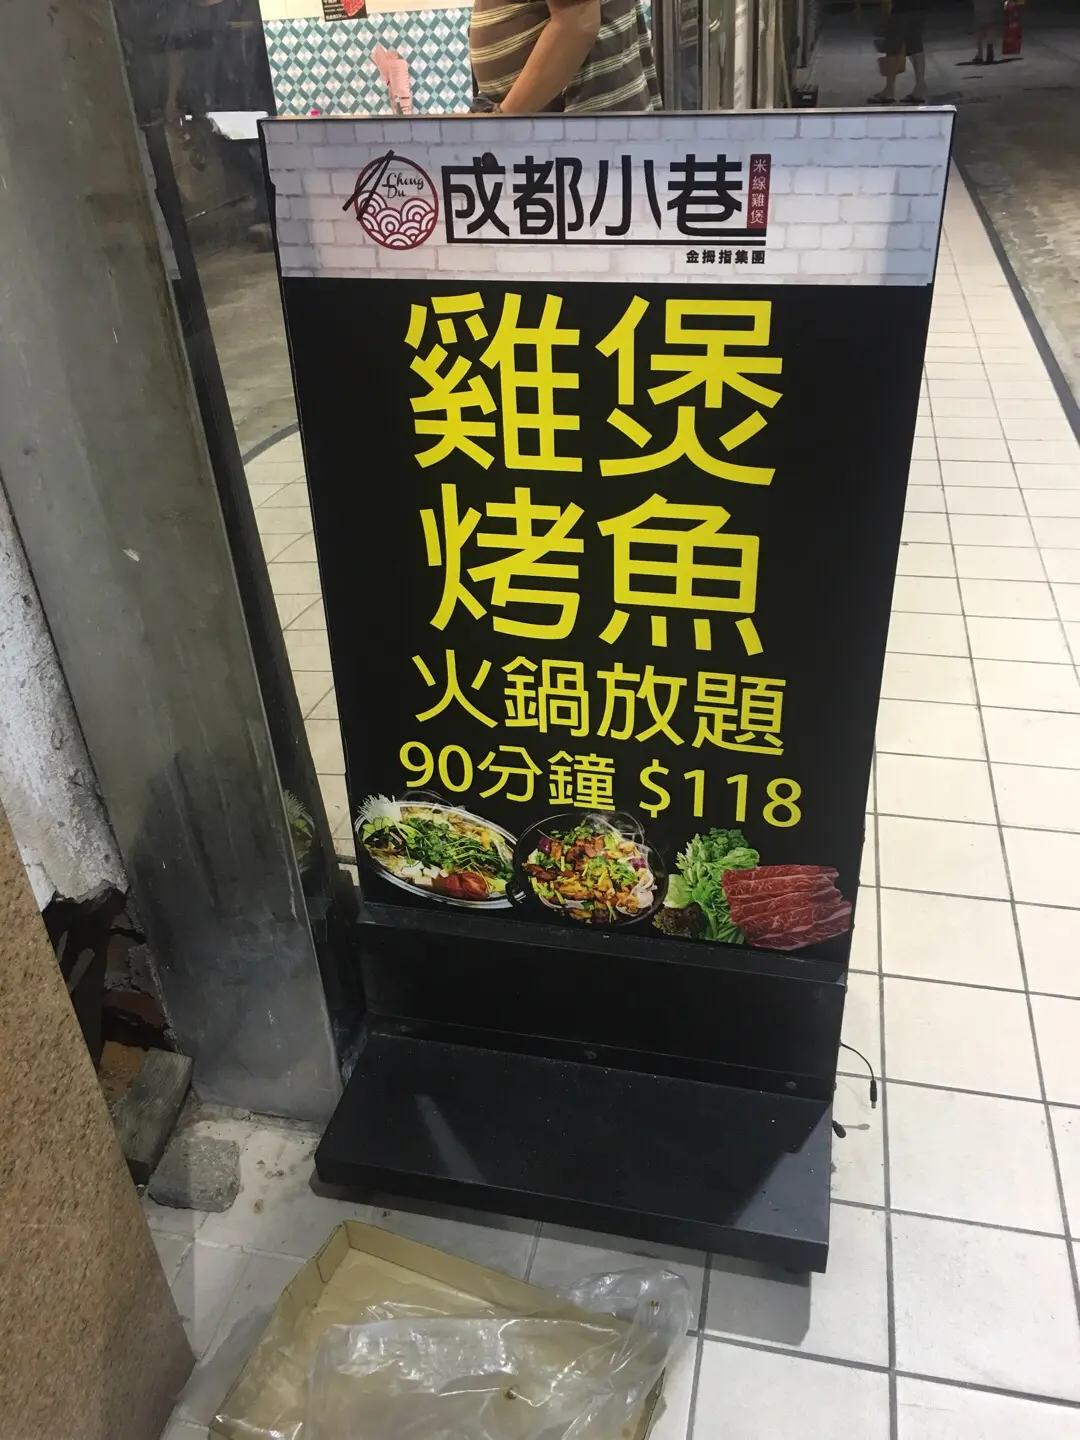 Cheng Du
成都小巷
米線雞煲
金拇指集團
雞煲
烤魚
火鍋放題
90分鐘 $118